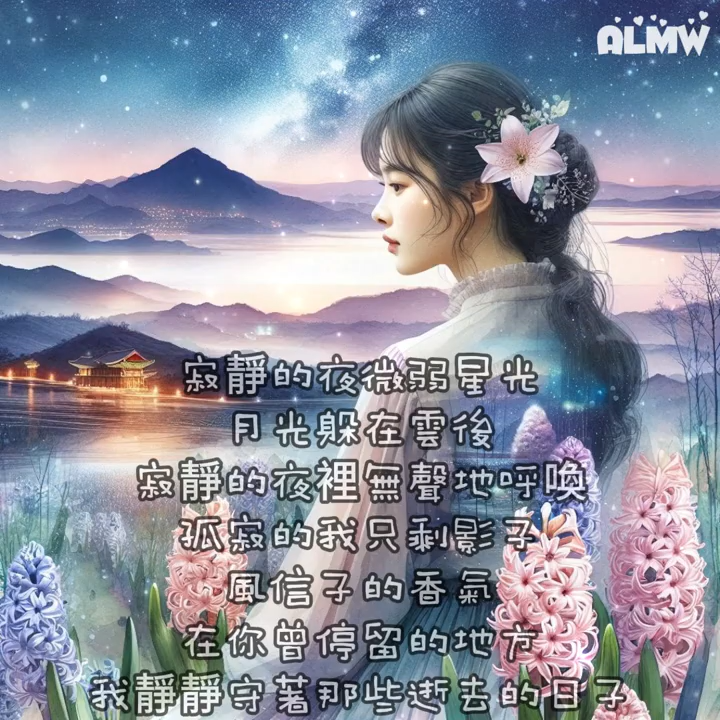 ALMW
寂靜的夜微弱星光
月光躲在雲後
寂靜的夜裡無聲地呼喚
孤寂的我只剩影子
風信子的香氣
在你曾停留的地方
我靜靜守著那些逝去的日子